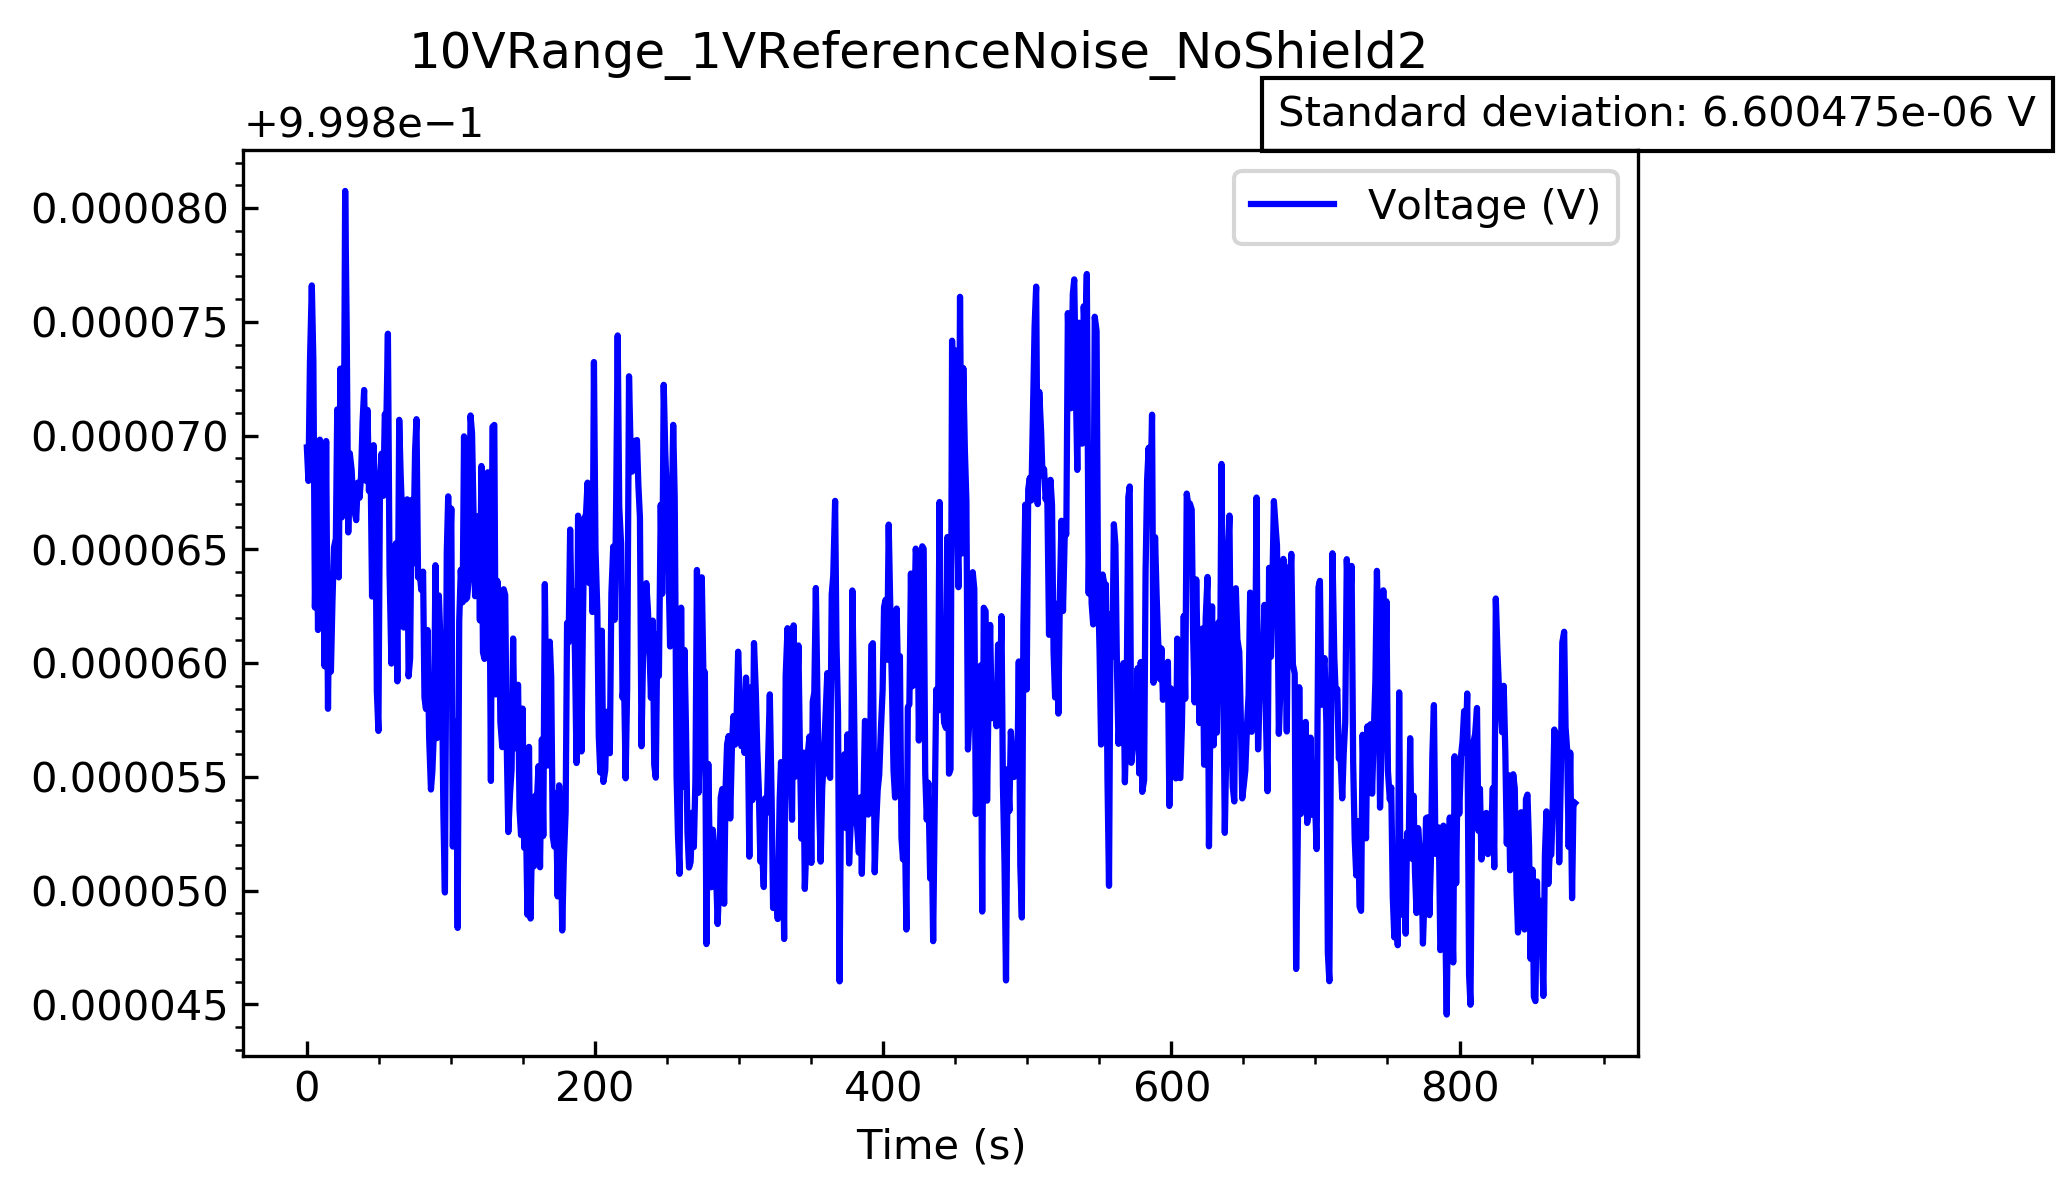 10VRange_1VReferenceNoise_NoShield2
Standard deviation: 6.600475e-06 V
+9.998e−1
Voltage (V)
0.000080
0.000075
0.000070
0.000065
0.000060
0.000055
0.000050
0.000045
0 200 400 600 800
Time (s)